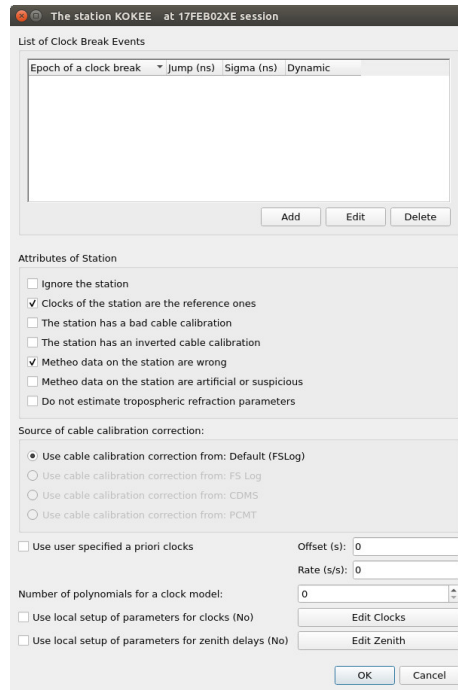 The station KOKEE at 17FEB02XE session
List of Clock Break Events
Epoch of a clock break Jump (ns) Sigma (ns) Dynamic
Add Edit Delete
Attributes of Station
Ignore the station
Clocks of the station are the reference ones
The station has a bad cable calibration
The station has an inverted cable calibration
Metheo data on the station are wrong
Metheo data on the station are artificial or suspicious
Do not estimate tropospheric refraction parameters
Source of cable calibration correction:
Use cable calibration correction from: Default (FSLog)
Use cable calibration correction from: FS Log
Use cable calibration correction from: CDMS
Use cable calibration correction from: PCMT
Use user specified a priori clocks Offset (s): 0
Rate (s/s): 0
Number of polynomials for a clock model: 0
Use local setup of parameters for clocks (No) Edit Clocks
Use local setup of parameters for zenith delays (No) Edit Zenith
OK Cancel